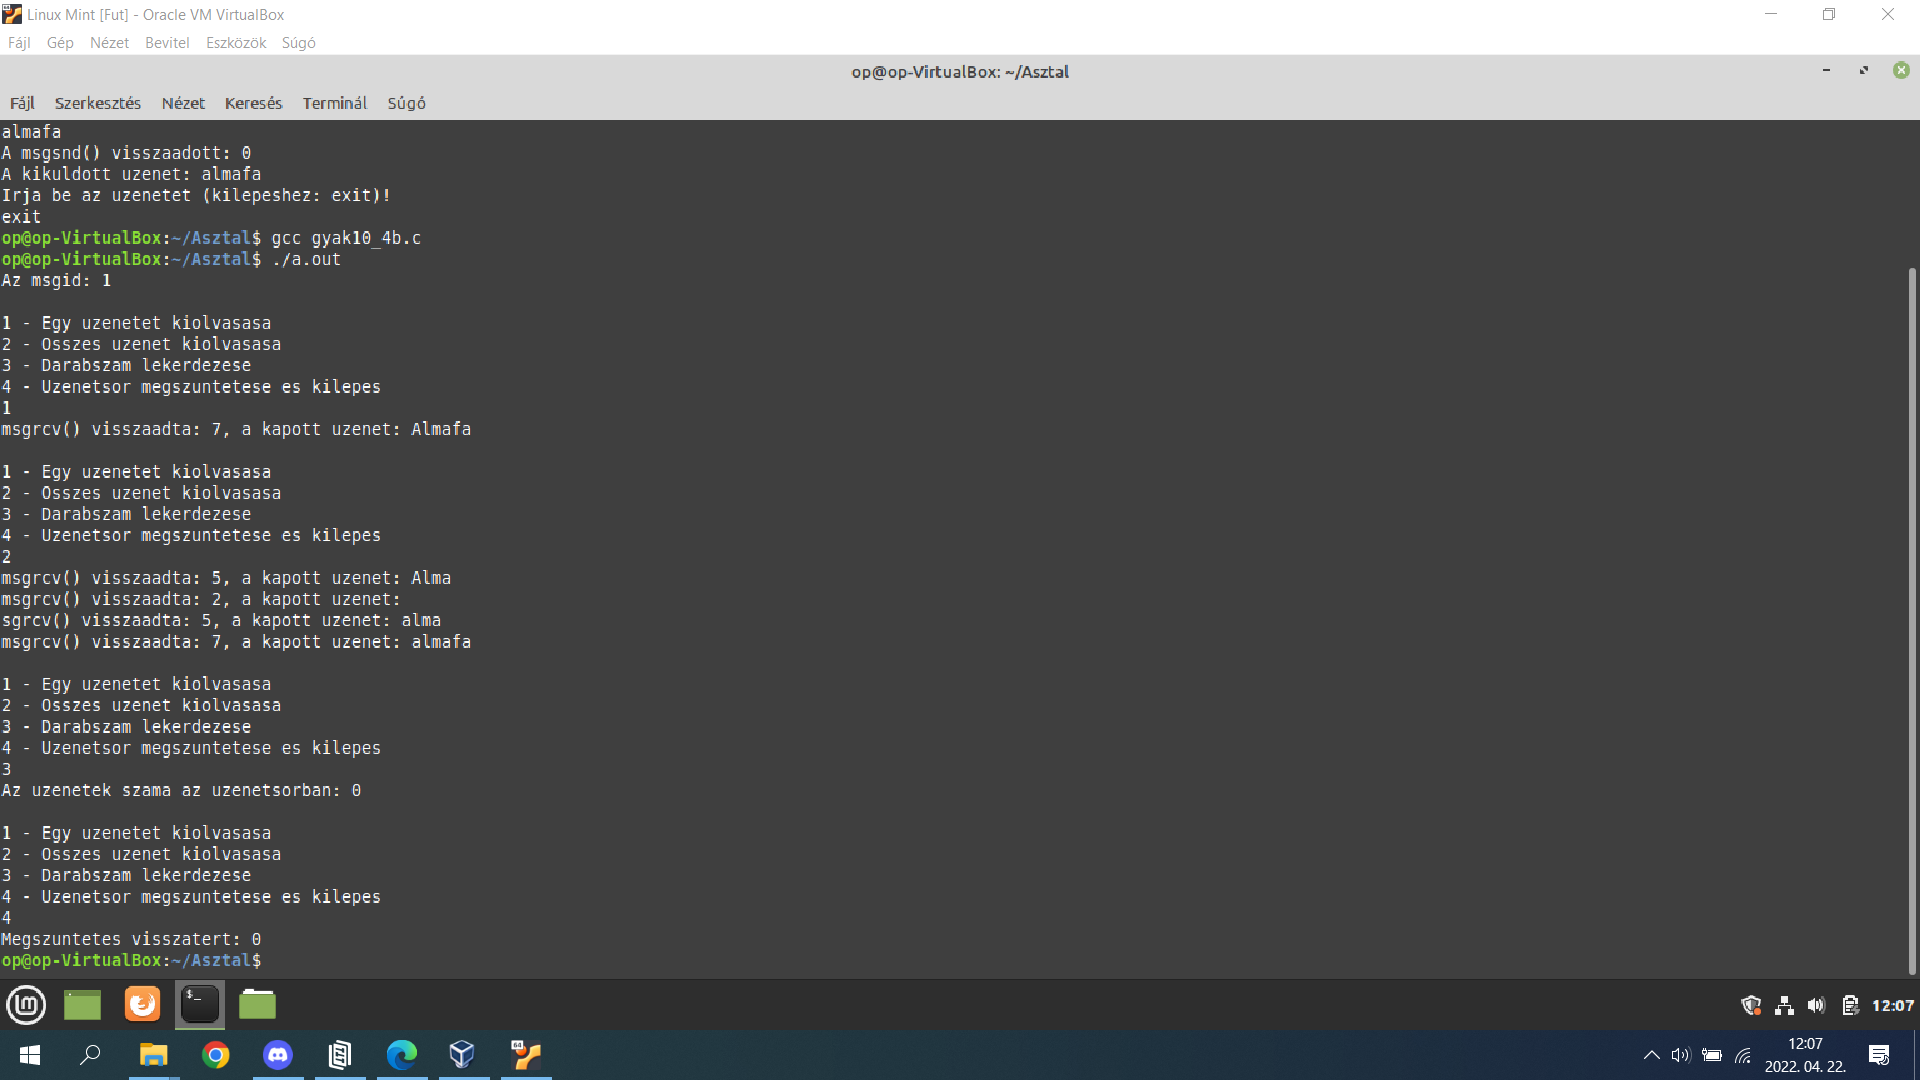 Linux Mint [Fut] - Oracle VM VirtualBox
Fájl Gép Nézet Bevitel Eszközök Súgó
op@op-VirtualBox: ~/Asztal
Fájl Szerkesztés Nézet Keresés Terminál Súgó
almafa
A msgsnd() visszaadott: 0
A kikuldott uzenet: almafa
Irja be az uzenetet (kilepeshez: exit)!
exit
op@op-VirtualBox:~/Asztal$ gcc gyak10_4b.c
op@op-VirtualBox:~/Asztal$ ./a.out
Az msgid: 1
1 - Egy uzenetet kiolvasasa
2 - Osszes uzenet kiolvasasa
3 - Darabszam lekerdezese
4 - Uzenetsor megszuntetese es kilepes
1
msgrcv() visszaadta: 7, a kapott uzenet: Almafa
1 - Egy uzenetet kiolvasasa
2 - Osszes uzenet kiolvasasa
3 - Darabszam lekerdezese
4 - Uzenetsor megszuntetese es kilepes
2
msgrcv() visszaadta: 5, a kapott uzenet: Alma
msgrcv() visszaadta: 2, a kapott uzenet:
sgrcv() visszaadta: 5, a kapott uzenet: alma
msgrcv() visszaadta: 7, a kapott uzenet: almafa
1 - Egy uzenetet kiolvasasa
2 - Osszes uzenet kiolvasasa
3 - Darabszam lekerdezese
4 - Uzenetsor megszuntetese es kilepes
3
Az uzenetek szama az uzenetsorban: 0
1 - Egy uzenetet kiolvasasa
2 - Osszes uzenet kiolvasasa
3 - Darabszam lekerdezese
4 - Uzenetsor megszuntetese es kilepes
4
Megszuntetes visszatert: 0
op@op-VirtualBox:~/Asztal$
$_
12:07
64
12:07
2022. 04. 22.